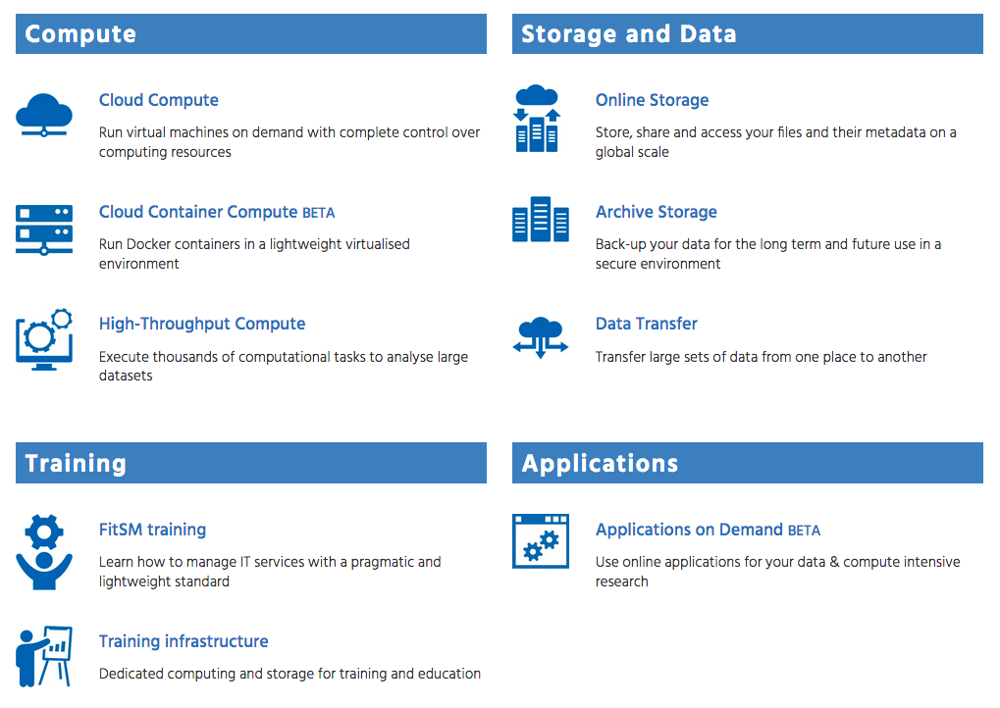 Compute
Cloud Compute
Run virtual machines on demand with complete control over
computing resources
Cloud Container Compute BETA
Run Docker containers in a lightweight virtualised
environment
High-Throughput Compute
Execute thousands of computational tasks to analyse large
datasets
Storage and Data
Online Storage
Store, share and access your files and their metadata on a
global scale
Archive Storage
Back-up your data for the long term and future use in a
secure environment
Data Transfer
Transfer large sets of data from one place to another
Training
FitSM training
Learn how to manage IT services with a pragmatic and
lightweight standard
Training infrastructure
Dedicated computing and storage for training and education
Applications
Applications on Demand BETA
Use online applications for your data & compute intensive
research